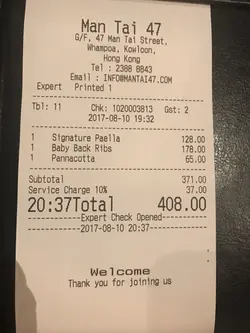 Man Tai 47
G/F, 47 Man Tai Street,
Whampoa, Kowloon,
Hong Kong
Tel : 2388 8843
Email : INFO@MANTAI47.COM
Expert Printed 1
Tbl: 11 Chk: 1020003813 Gst: 2
2017-08-10 19:32
1 Signature Paella 128.00
1 Baby Back Ribs 178.00
1 Pannacotta 65.00
Subtotal 371.00
Service Charge 10% 37.00
20:37Total 408.00
Expert Check Opened
2017-08-10 20:37
Welcome
Thank you for joining us